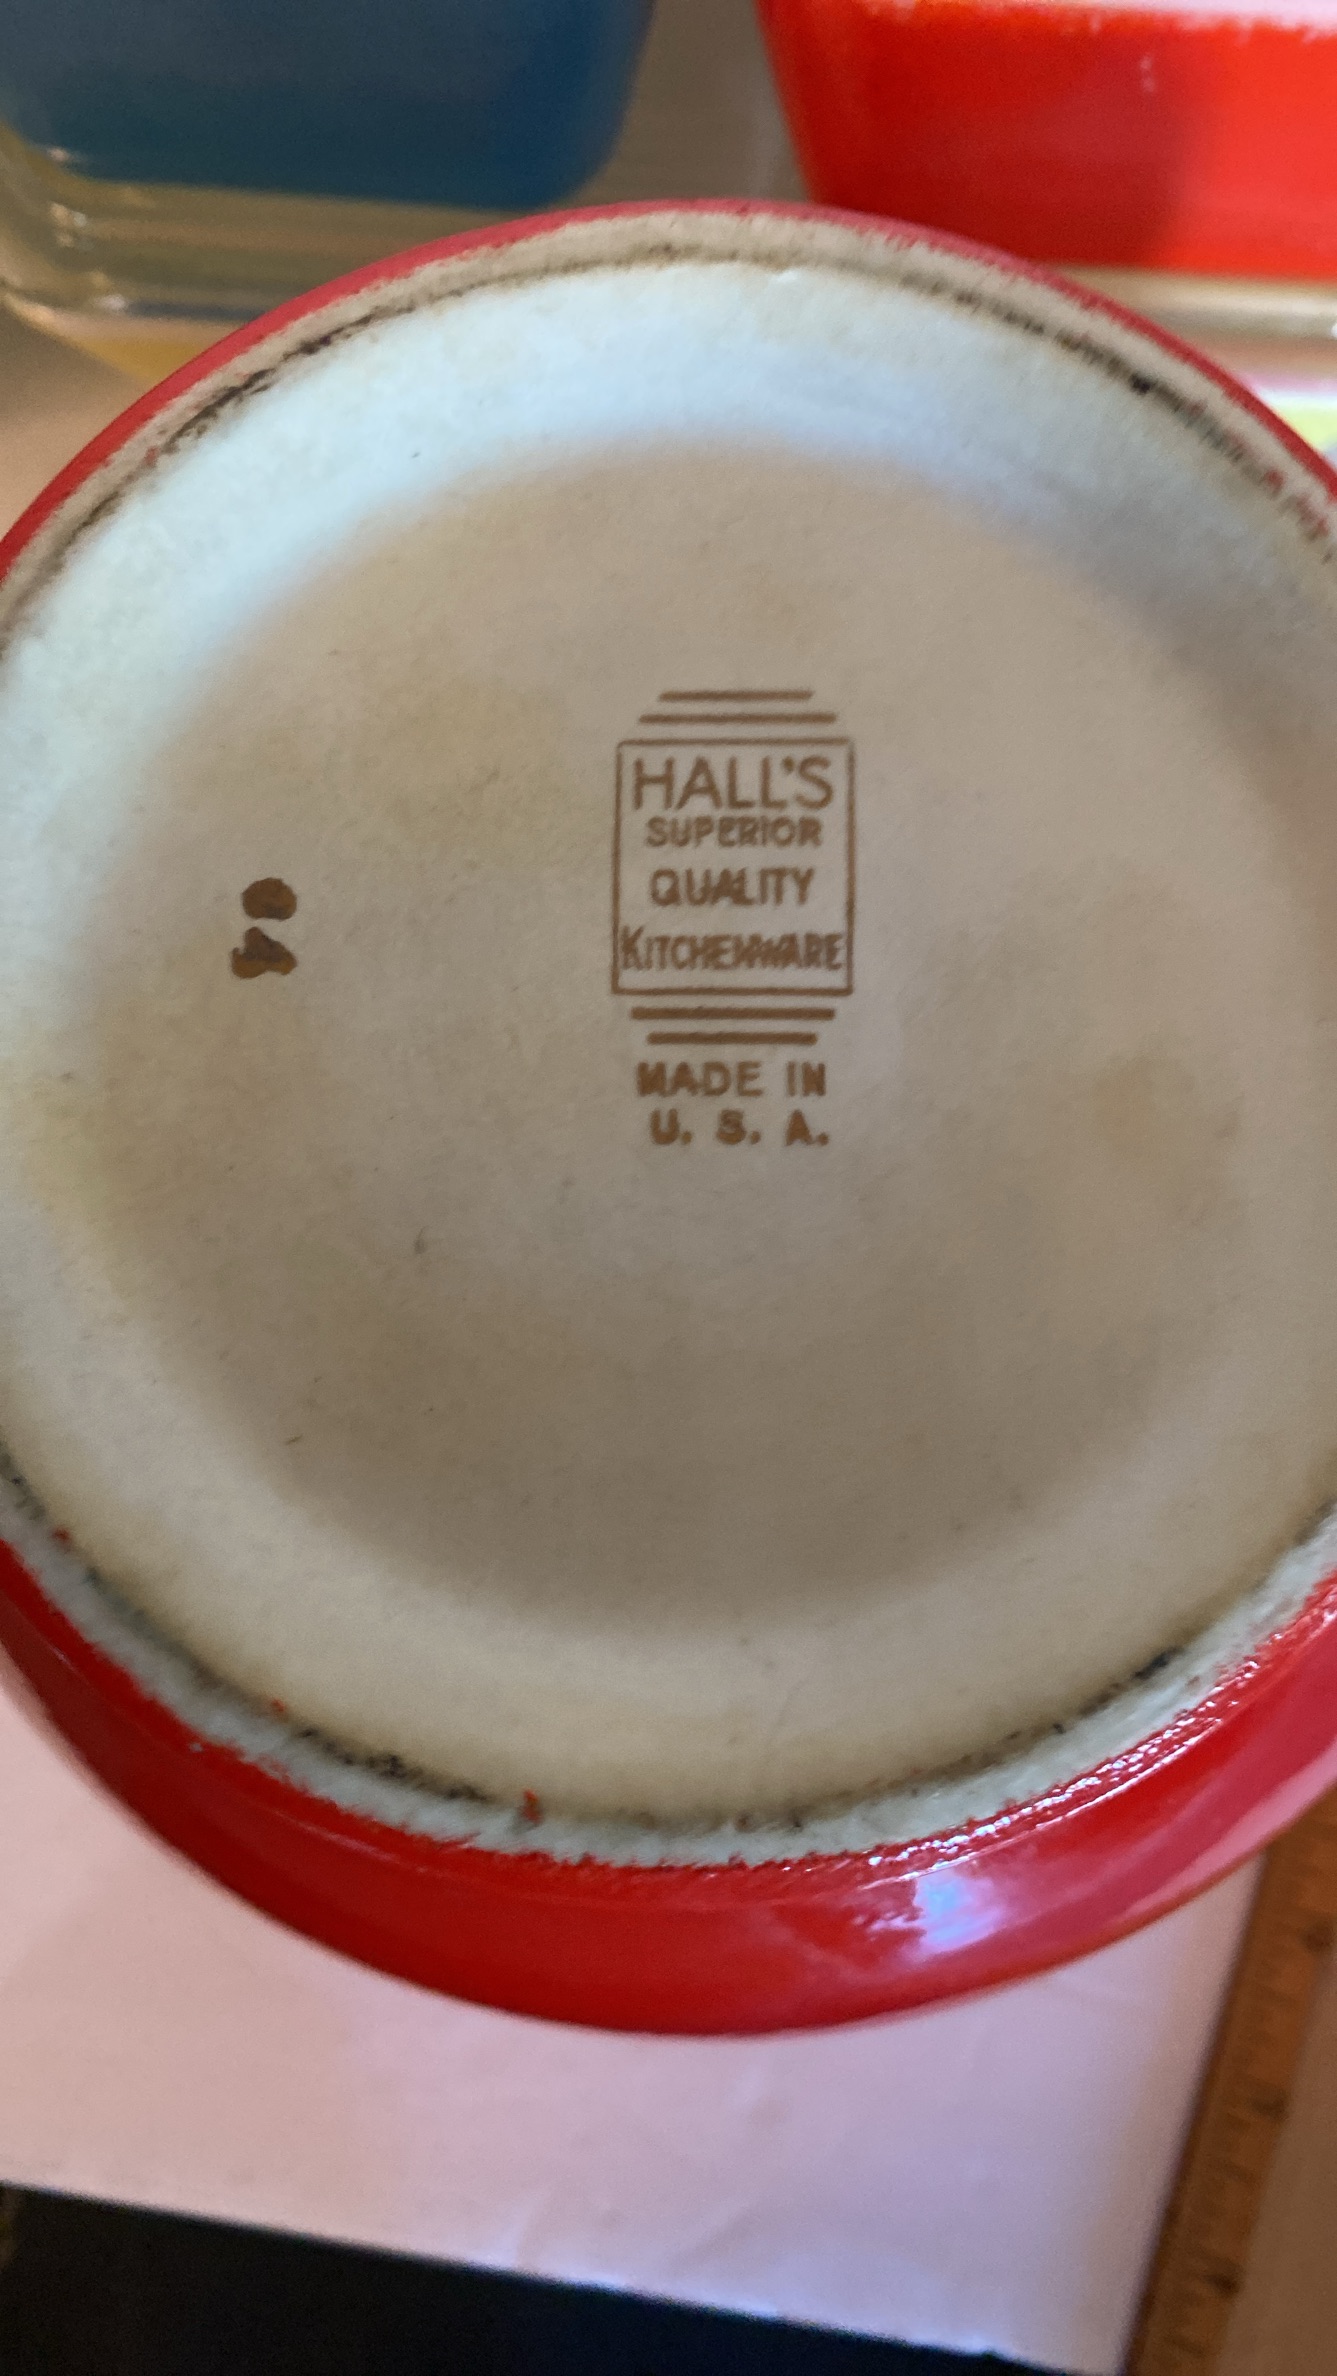 HALL'S
SUPERIOR
QUALITY
KITCHENWARE
MADE IN
U. S. A.